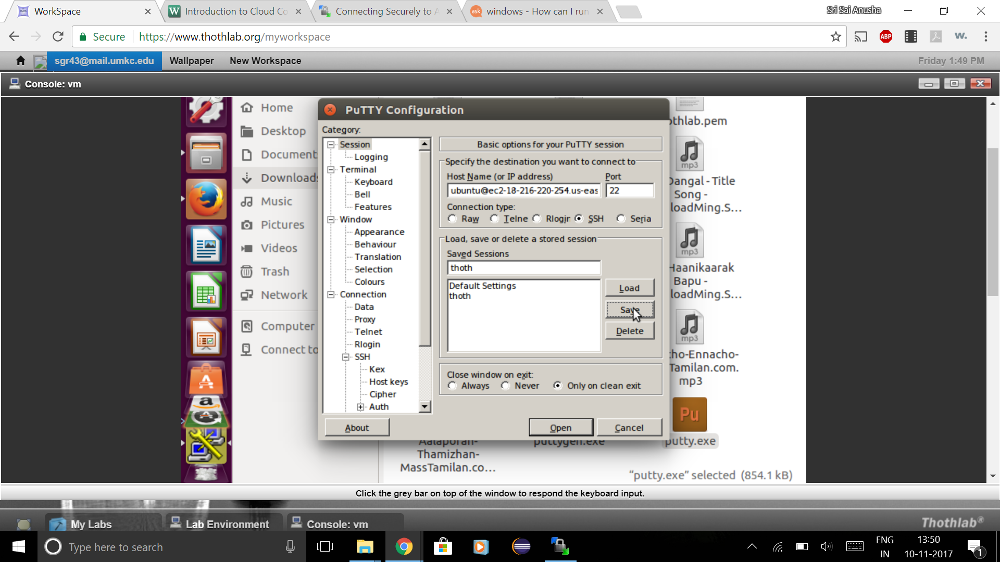 WorkSpace
Introduction to Cloud Co
Connecting Securely to A
ask
windows - How can I run
Sri Sai Anusha
Secure
https://www.thothlab.org/myworkspace
ABP
w.
sgr43@mail.umkc.edu
Wallpaper
New Workspace
Friday 1:49 PM
Console: vm
Home
Desktop
Document
Downloads
Music
Pictures
Videos
Trash
Network
Computer
Connect to
PuTTY Configuration
Category:
Session
Logging
Terminal
Keyboard
Bell
Features
Window
Appearance
Behaviour
Translation
Selection
Colours
Connection
Data
Proxy
Telnet
Rlogin
SSH
Kex
Host keys
Cipher
Auth
Basic options for your PuTTY session
Specify the destination you want to connect to
Host Name (or IP address)
Port
ubuntu@ec2-18-216-220-254.us-eas
22
Connection type:
Raw
Telne
Rlogin
SSH
Seria
Load, save or delete a stored session
Saved Sessions
thoth
Default Settings
thoth
Load
Save
Delete
Close window on exit:
Always
Never
Only on clean exit
About
Open
Cancel
othlab.pem
mp3
Dangal - Title
Song -
loadMing.S...
mp3
Haanikaarak
Bapu -
loadMing.S...
mp3
cho-Ennacho-
Tamilan.com.
mp3
Pu
putty.exe
puttygen.exe
Aalaporan-
Thamizhan-
MassTamilan.co...
"putty.exe" selected (854.1 kB)
Click the grey bar on top of the window to respond the keyboard input.
My Labs
Lab Environment
Console: vm
Thothlab®
Type here to search
ENG
IN
13:50
10-11-2017
1